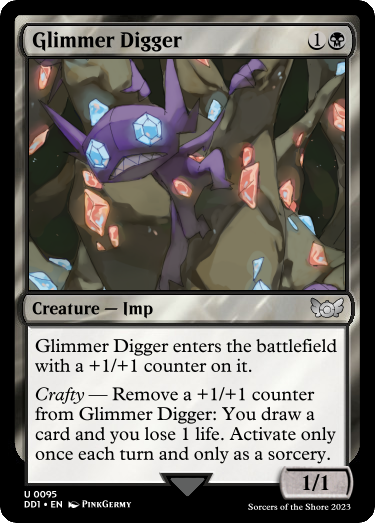 Glimmer Digger 1
Creature — Imp
Glimmer Digger enters the battlefield
with a +1/+1 counter on it.
Crafty — Remove a +1/+1 counter
from Glimmer Digger: You draw a
card and you lose 1 life. Activate only
once each turn and only as a sorcery.
1/1
U 0095
DD1 • EN PinkGermy
Sorcers of the Shore 2023